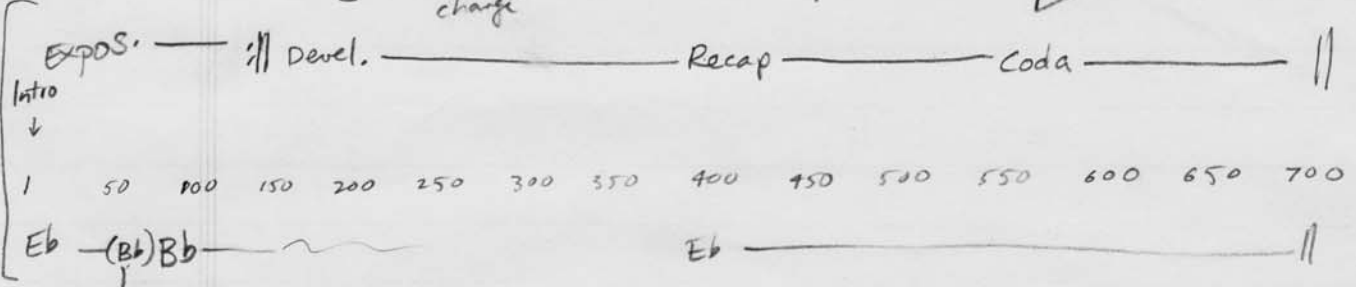 change
Expos. :|| Devel. Recap Coda ||
Intro
↓
1 50 100 150 200 250 300 350 400 450 500 550 600 650 700
Eb (Bb) Bb Eb ||